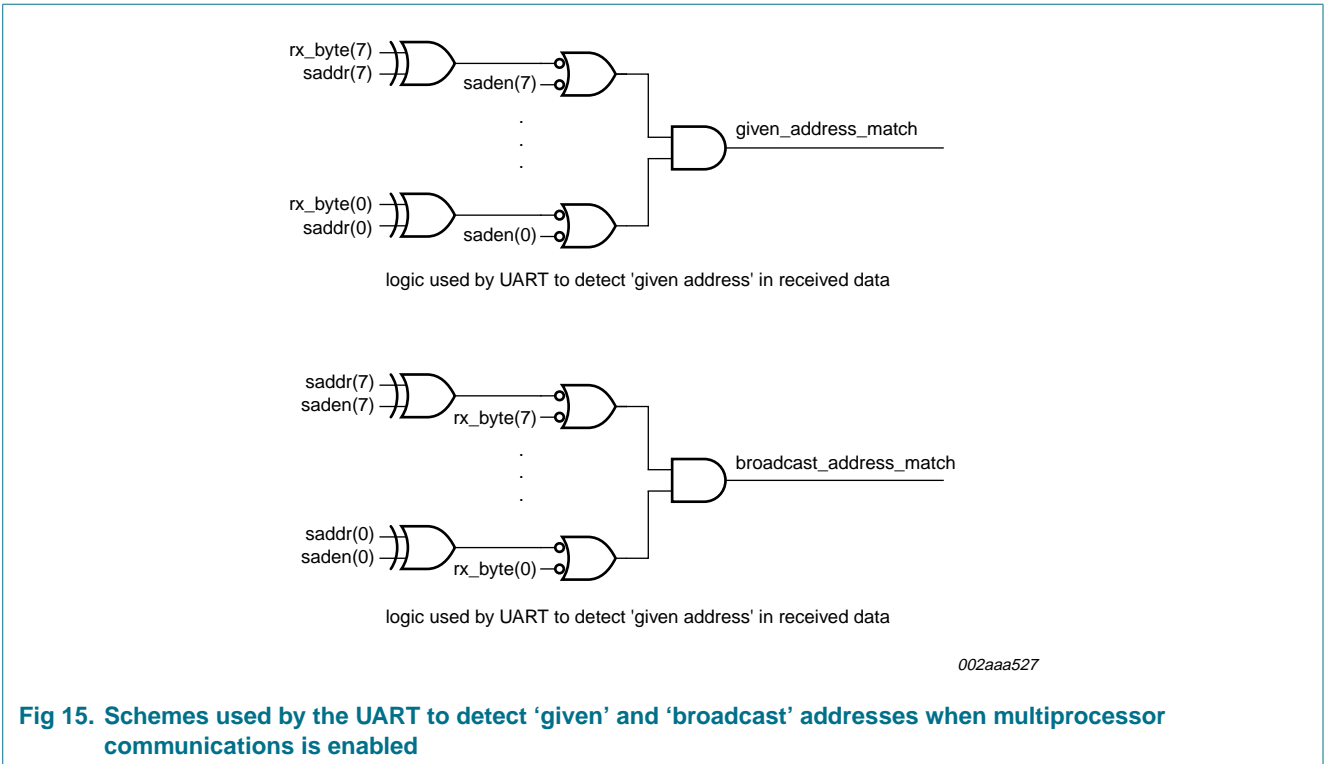 rx_byte(7)
saddr(7)
saden(7)
.
.
.
given_address_match
rx_byte(0)
saddr(0)
saden(0)
logic used by UART to detect 'given address' in received data
saddr(7)
saden(7)
rx_byte(7)
.
.
.
broadcast_address_match
saddr(0)
saden(0)
rx_byte(0)
logic used by UART to detect 'given address' in received data
002aaa527
Fig 15. Schemes used by the UART to detect ‘given’ and ‘broadcast’ addresses when multiprocessor
communications is enabled